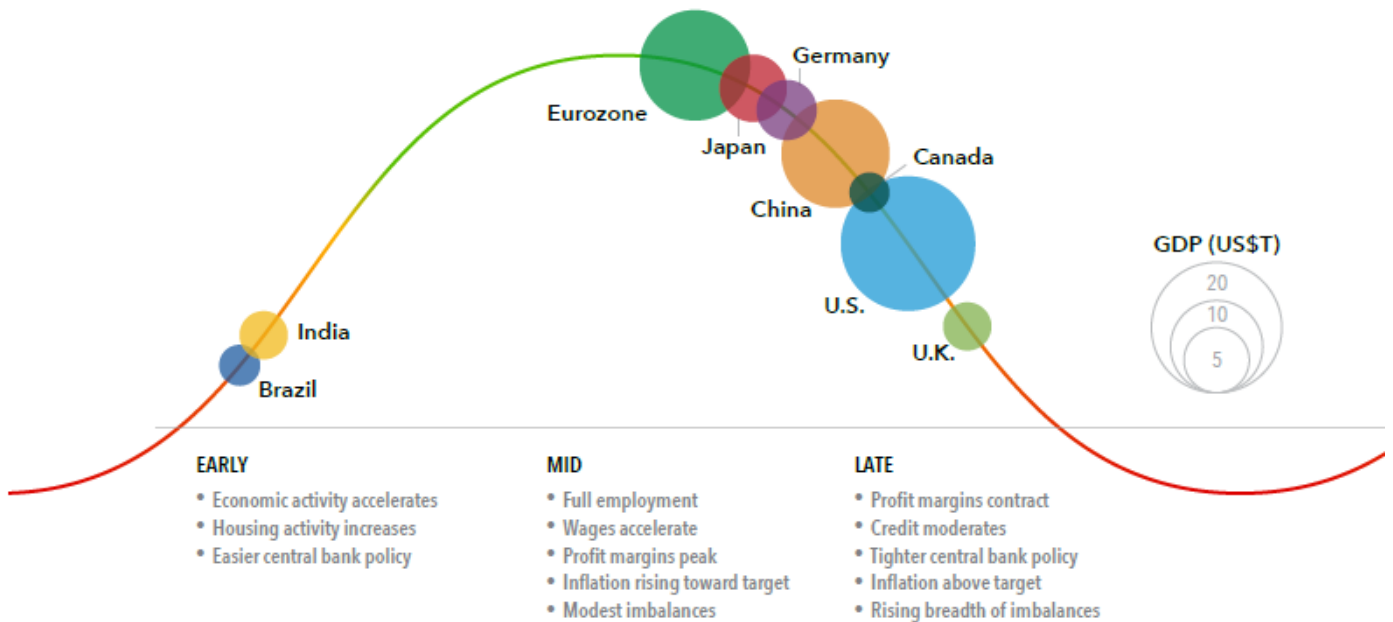 Germany
Eurozone
Japan
Canada
China
GDP (US$T)
20
10
5
U.S.
India
U.K.
Brazil
EARLY
• Economic activity accelerates
• Housing activity increases
• Easier central bank policy
MID
• Full employment
• Wages accelerate
• Profit margins peak
• Inflation rising toward target
• Modest imbalances
LATE
• Profit margins contract
• Credit moderates
• Tighter central bank policy
• Inflation above target
• Rising breadth of imbalances